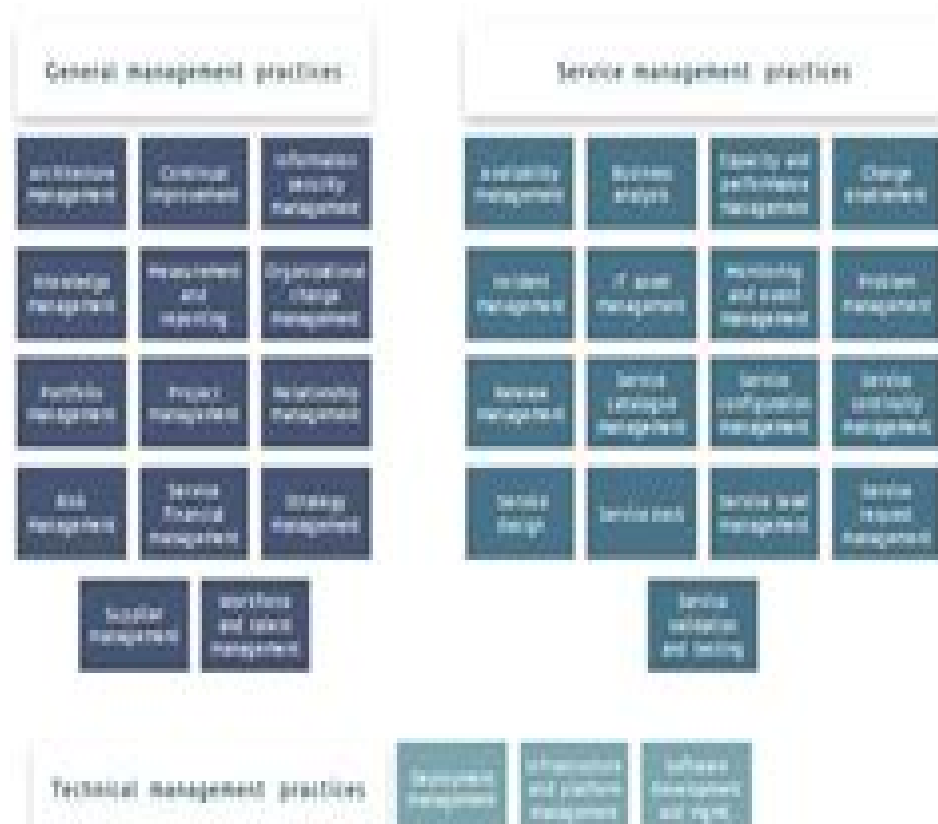 General management practices
Service management practices
Architecture
management
Continual
improvement
Information
security
management
Availability
management
Business
analysis
Capacity and
performance
management
Change
enablement
Knowledge
management
Measurement
and
reporting
Organizational
change
management
Incident
management
IT asset
management
Monitoring
and event
management
Problem
management
Portfolio
management
Project
management
Relationship
management
Release
management
Service
catalogue
management
Service
configuration
management
Service
continuity
management
Risk
management
Service
financial
management
Strategy
management
Service
design
Service desk
Service level
management
Service
request
management
Supplier
management
Workforce
and talent
management
Service
validation
and testing
Technical management practices
Deployment
management
Infrastructure
and platform
management
Software
development
and mgmt